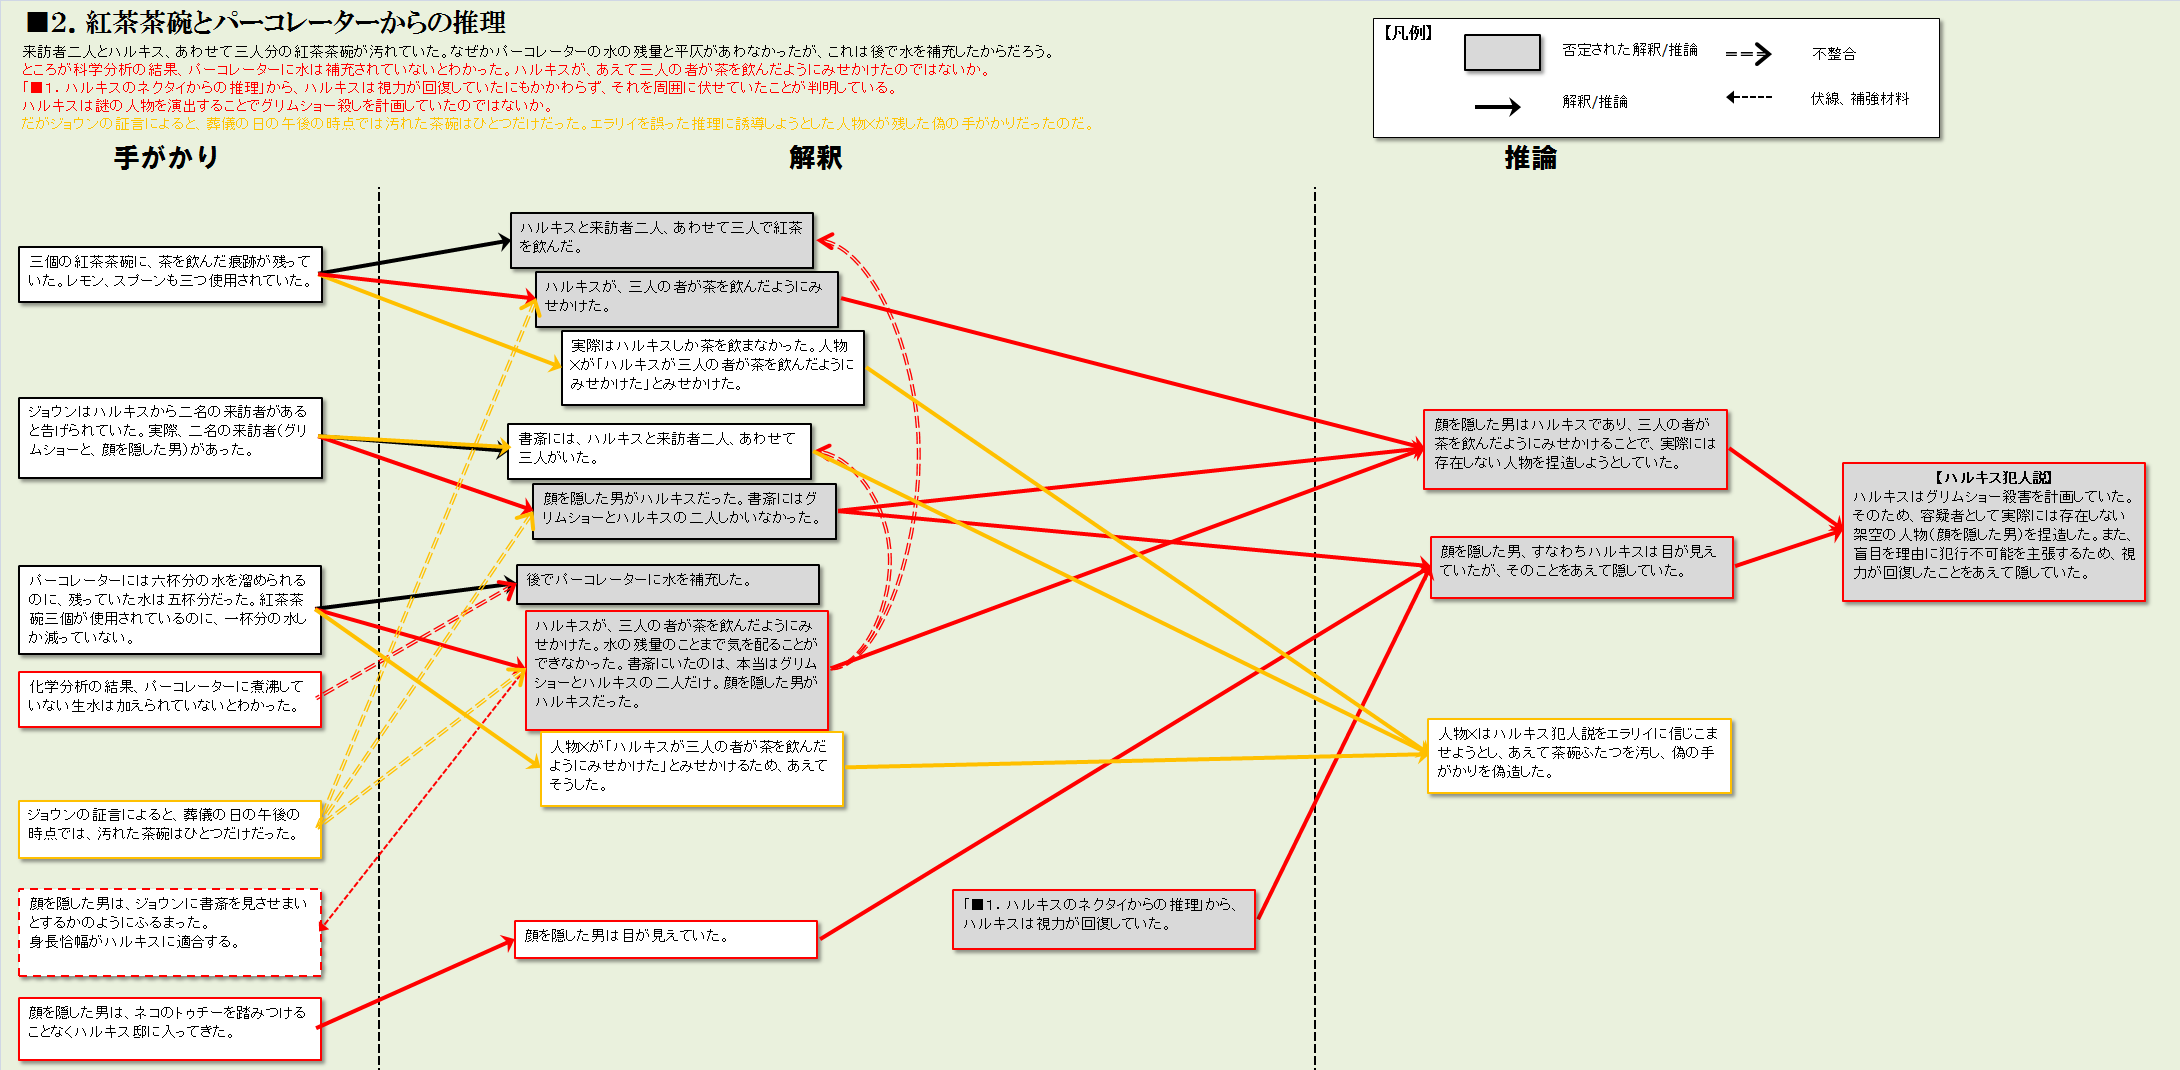 ■2. 紅茶茶碗とパーコレーターからの推理
来訪者二人とハルキス、あわせて三人分の紅茶茶碗が汚れていた。なぜかパーコレーターの水の残量と平仄があわなかったが、これは後で水を補充したからだろう。
ところが科学分析の結果、パーコレーターに水は補充されていないとわかった。ハルキスが、あえて三人の者が茶を飲んだようにみせかけたのではないか。
「■1. ハルキスのネクタイからの推理」から、ハルキスは視力が回復していたにもかかわらず、それを周囲に伏せていたことが判明している。
ハルキスは謎の人物を演出することでグリムショー殺しを計画していたのではないか。
だがジョウンの証言によると、葬儀の日の午後の時点では汚れた茶碗はひとつだけだった。エラリイを誤った推理に誘導しようとした人物Xが残した偽の手がかりだったのだ。
【凡例】
否定された解釈/推論
不整合
解釈/推論
伏線、補強材料
手がかり
解釈
推論
三個の紅茶茶碗に、茶を飲んだ痕跡が残って
いた。レモン、スプーンも三つ使用されていた。
ジョウンはハルキスから二名の来訪者がある
と告げられていた。実際、二名の来訪者(グリ
ムショーと、顔を隠した男)があった。
パーコレーターには六杯分の水を溜められる
のに、残っていた水は五杯分だった。紅茶茶
碗三個が使用されているのに、一杯分の水し
か減っていない。
化学分析の結果、パーコレーターに煮沸して
いない生水は加えられていないとわかった。
ジョウンの証言によると、葬儀の日の午後の
時点では、汚れた茶碗はひとつだけだった。
顔を隠した男は、ジョウンに書斎を見させまい
とするかのようにふるまった。
身長恰幅がハルキスに適合する。
顔を隠した男は、ネコのトゥチーを踏みつける
ことなくハルキス邸に入ってきた。
ハルキスと来訪者二人、あわせて三人で紅茶
を飲んだ。
ハルキスが、三人の者が茶を飲んだようにみ
せかけた。
実際はハルキスしか茶を飲まなかった。人物
Xが「ハルキスが三人の者が茶を飲んだように
みせかけた」とみせかけた。
書斎には、ハルキスと来訪者二人、あわせて
三人がいた。
顔を隠した男がハルキスだった。書斎にはグ
リムショーとハルキスの二人しかいなかった。
後でパーコレーターに水を補充した。
ハルキスが、三人の者が茶を飲んだようにみ
せかけた。水の残量のことまで気を配ることが
できなかった。書斎にいたのは、本当はグリム
ショーとハルキスの二人だけ。顔を隠した男が
ハルキスだった。
人物Xが「ハルキスが三人の者が茶を飲んだ
ようにみせかけた」とみせかけるため、あえて
そうした。
顔を隠した男は目が見えていた。
「■1. ハルキスのネクタイからの推理」から、
ハルキスは視力が回復していた。
顔を隠した男はハルキスであり、三人の者が
茶を飲んだようにみせかけることで、実際には
存在しない人物を捏造しようとしていた。
顔を隠した男、すなわちハルキスは目が見え
ていたが、そのことをあえて隠していた。
人物Xはハルキス犯人説をエラリイに信じこま
せようとし、あえて茶碗ふたつを汚し、偽の手
がかりを偽造した。
【ハルキス犯人説】
ハルキスはグリムショー殺害を計画していた。
そのため、容疑者として実際には存在しない
架空の人物(顔を隠した男)を捏造した。また、
盲目を理由に犯行不可能を主張するため、視
力が回復したことをあえて隠していた。